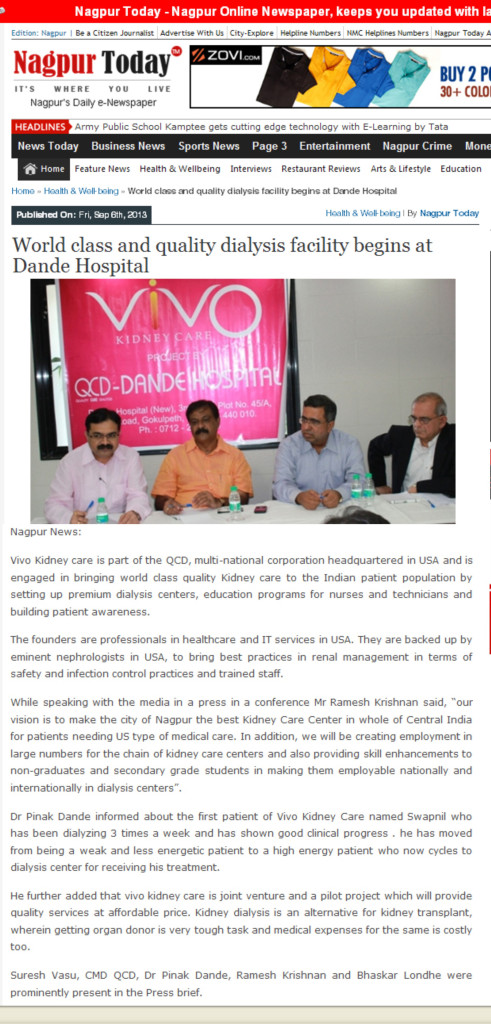 Nagpur Today - Nagpur Online Newspaper, keeps you updated with la
Edition: Nagpur | Be a Citizen Journalist | Advertise With Us | City-Explore | Helpline Numbers | NMC Helplines Numbers | Nagpur Today A
Nagpur Today TM
IT'S WHERE YOU LIVE
Nagpur's Daily e-Newspaper
ZOVI.COM
BUY 2 PO
30+ COLOR
HEADLINES Army Public School Kamptee gets cutting edge technology with E-Learning by Tata
News Today Business News Sports News Page 3 Entertainment Nagpur Crime Mone
Home Feature News Health & Wellbeing Interviews Restaurant Reviews Arts & Lifestyle Education
Home » Health & Well-being » World class and quality dialysis facility begins at Dande Hospital
Published On: Fri, Sep 6th, 2013
Health & Well-being | By Nagpur Today
World class and quality dialysis facility begins at
Dande Hospital
VIVO
KIDNEY CARE
PROJECT BY
QCD-DANDE HOSPITAL
Hospital (New), Plot No. 45/A,
Road, Gokulpeth, 440 010.
Ph. : 0712 - 2
Nagpur News:
Vivo Kidney care is part of the QCD, multi-national corporation headquartered in USA and is
engaged in bringing world class quality Kidney care to the Indian patient population by
setting up premium dialysis centers, education programs for nurses and technicians and
building patient awareness.
The founders are professionals in healthcare and IT services in USA. They are backed up by
eminent nephrologists in USA, to bring best practices in renal management in terms of
safety and infection control practices and trained staff.
While speaking with the media in a press in a conference Mr Ramesh Krishnan said, “our
vision is to make the city of Nagpur the best Kidney Care Center in whole of Central India
for patients needing US type of medical care. In addition, we will be creating employment in
large numbers for the chain of kidney care centers and also providing skill enhancements to
non-graduates and secondary grade students in making them employable nationally and
internationally in dialysis centers”.
Dr Pinak Dande informed about the first patient of Vivo Kidney Care named Swapnil who
has been dialyzing 3 times a week and has shown good clinical progress . he has moved
from being a weak and less energetic patient to a high energy patient who now cycles to
dialysis center for receiving his treatment.
He further added that vivo kidney care is joint venture and a pilot project which will provide
quality services at affordable price. Kidney dialysis is an alternative for kidney transplant,
wherein getting organ donor is very tough task and medical expenses for the same is costly
too.
Suresh Vasu, CMD QCD, Dr Pinak Dande, Ramesh Krishnan and Bhaskar Londhe were
prominently present in the Press brief.